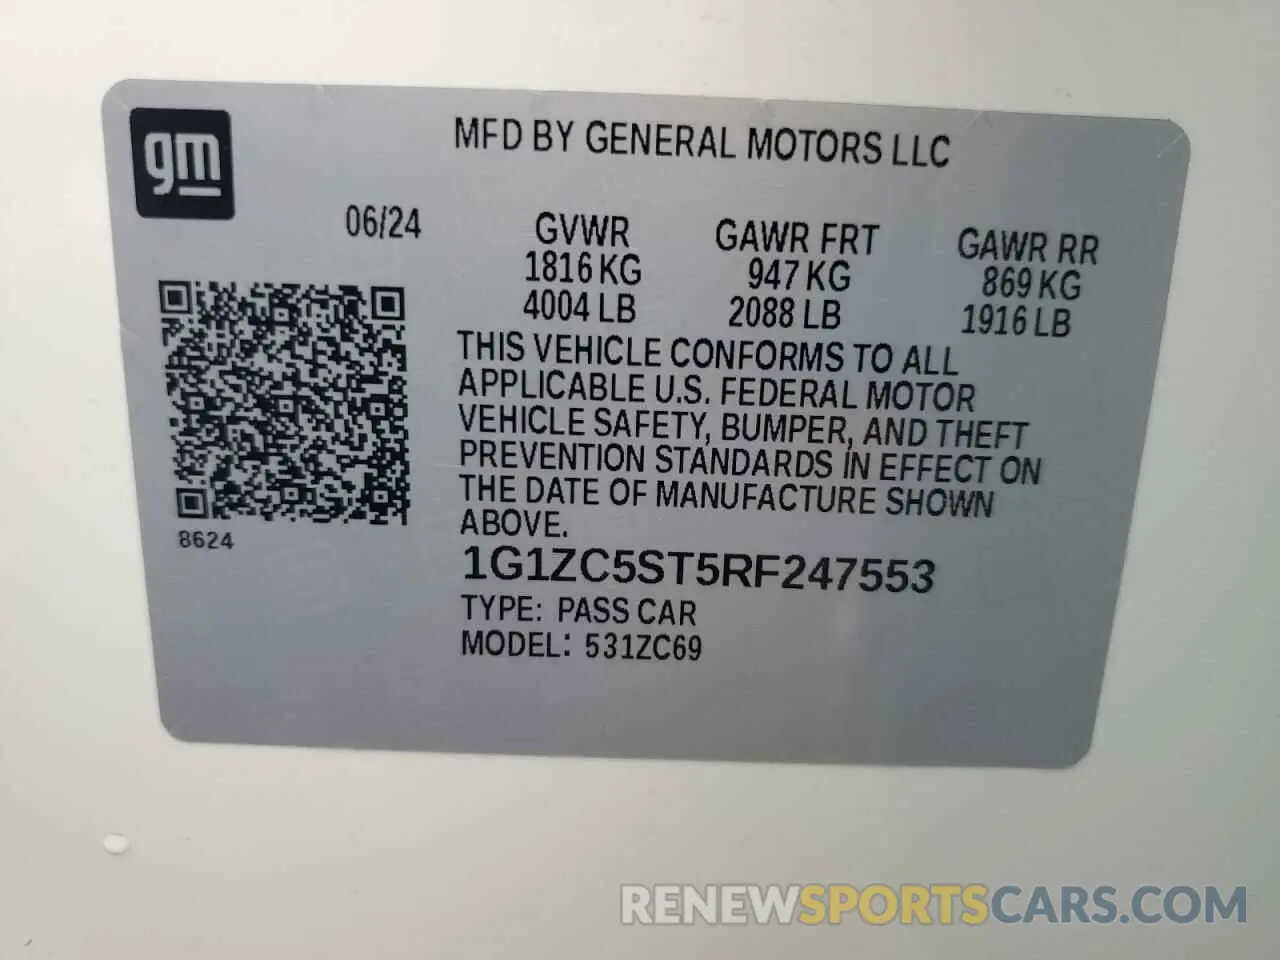 gm
MFD BY GENERAL MOTORS LLC
06/24
GVWR
1816 KG
4004 LB
GAWR FRT
947 KG
2088 LB
GAWR RR
869 KG
1916 LB
THIS VEHICLE CONFORMS TO ALL
APPLICABLE U.S. FEDERAL MOTOR
VEHICLE SAFETY, BUMPER, AND THEFT
PREVENTION STANDARDS IN EFFECT ON
THE DATE OF MANUFACTURE SHOWN
ABOVE.
8624
1G1ZC5ST5RF247553
TYPE: PASS CAR
MODEL: 531ZC69
RENEWSPORTSCARS.COM